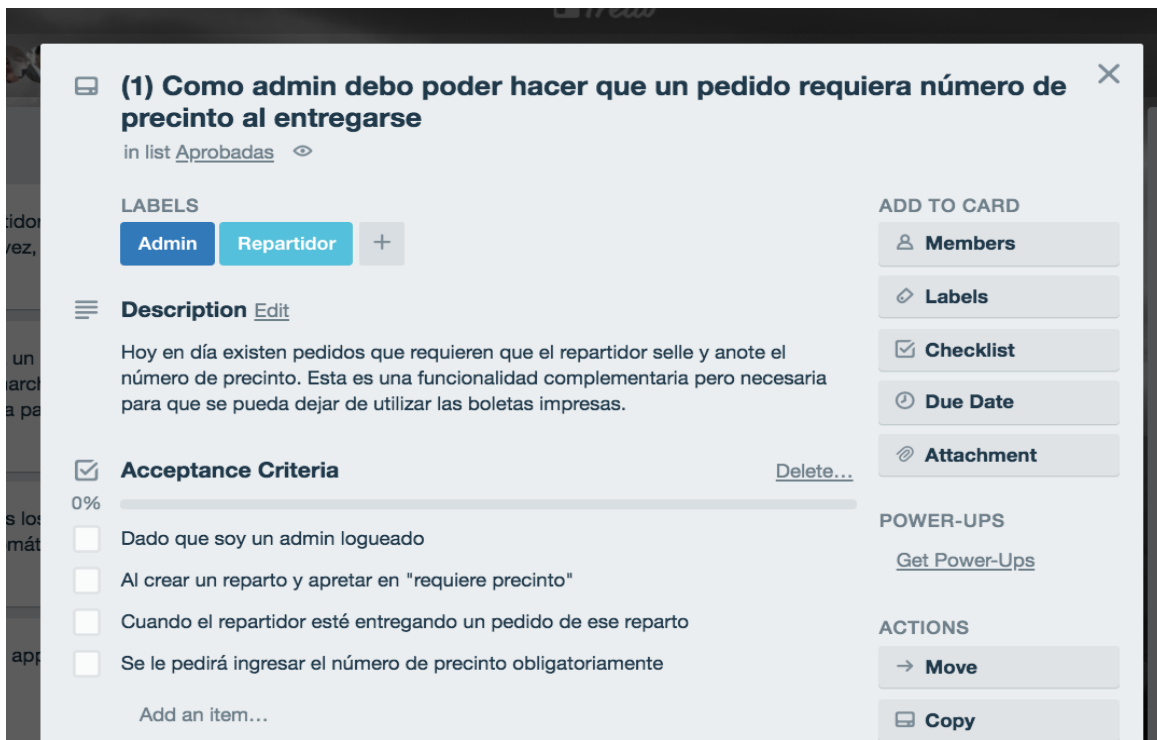 Trello
(1) Como admin debo poder hacer que un pedido requiera número de
precinto al entregarse
in list Aprobadas
LABELS
Admin Repartidor +
Description Edit
Hoy en día existen pedidos que requieren que el repartidor selle y anote el
número de precinto. Esta es una funcionalidad complementaria pero necesaria
para que se pueda dejar de utilizar las boletas impresas.
Acceptance Criteria Delete...
0%
Dado que soy un admin logueado
Al crear un reparto y apretar en "requiere precinto"
Cuando el repartidor esté entregando un pedido de ese reparto
Se le pedirá ingresar el número de precinto obligatoriamente
Add an item...
ADD TO CARD
Members
Labels
Checklist
Due Date
Attachment
POWER-UPS
Get Power-Ups
ACTIONS
Move
Copy
vez,
un